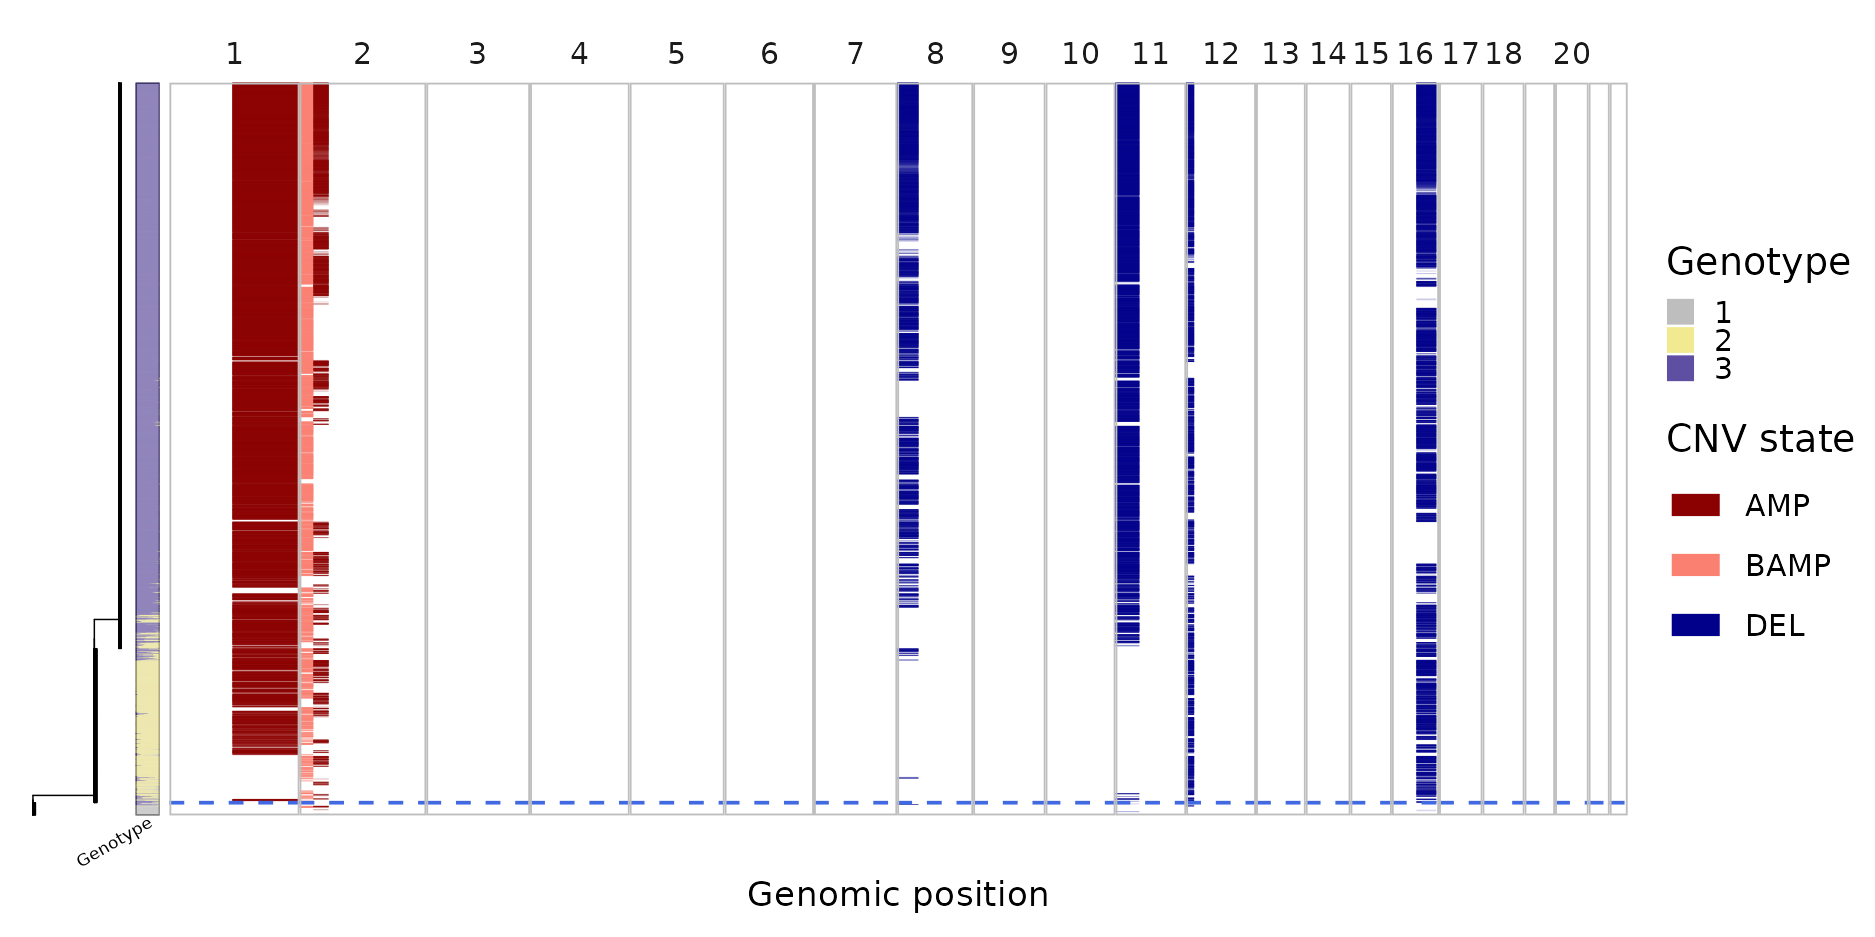 1 2 3 4 5 6 7 8 9 10 11 12 13 14 15 16 17 18 20
Genotype
1
2
3
CNV state
AMP
BAMP
DEL
Genotype
Genomic position